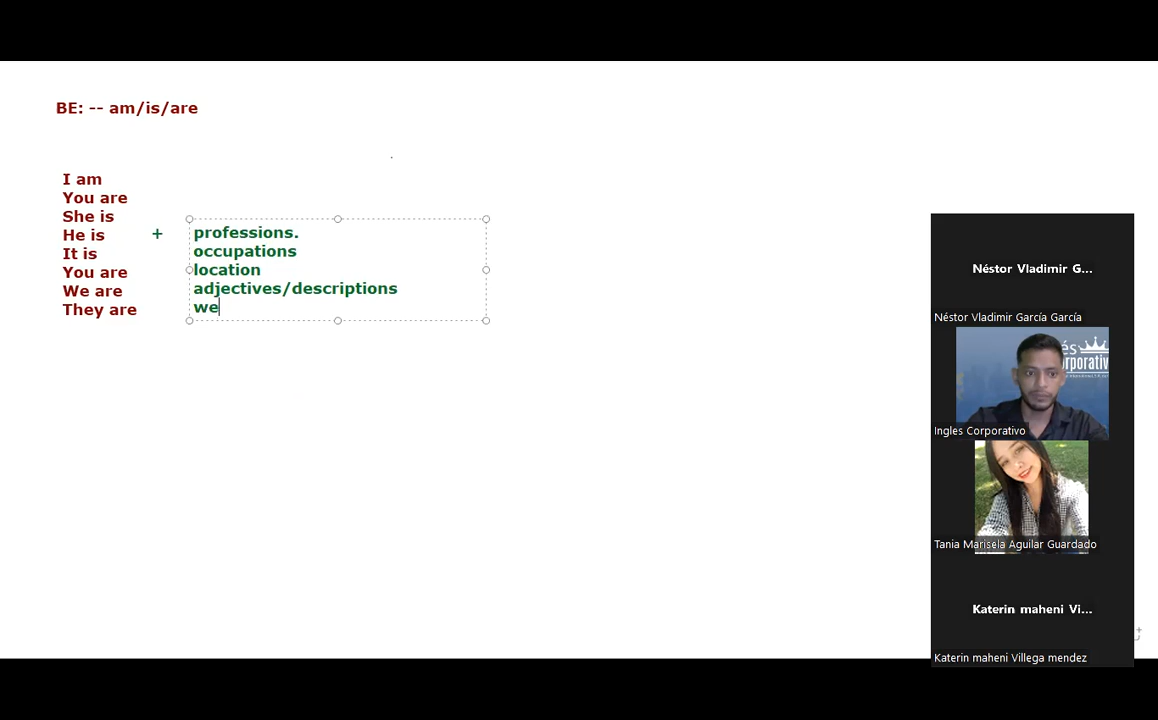 BE: -- am/is/are
I am
You are
She is
He is
It is
You are
We are
They are
+
professions.
occupations
location
adjectives/descriptions
we
Néstor Vladimir G...
Néstor Vladimir García García
és
rporativ
Ingles Corporativo
Tania Marisela Aguilar Guardado
Katerin maheni Vi...
Katerin maheni Villega mendez